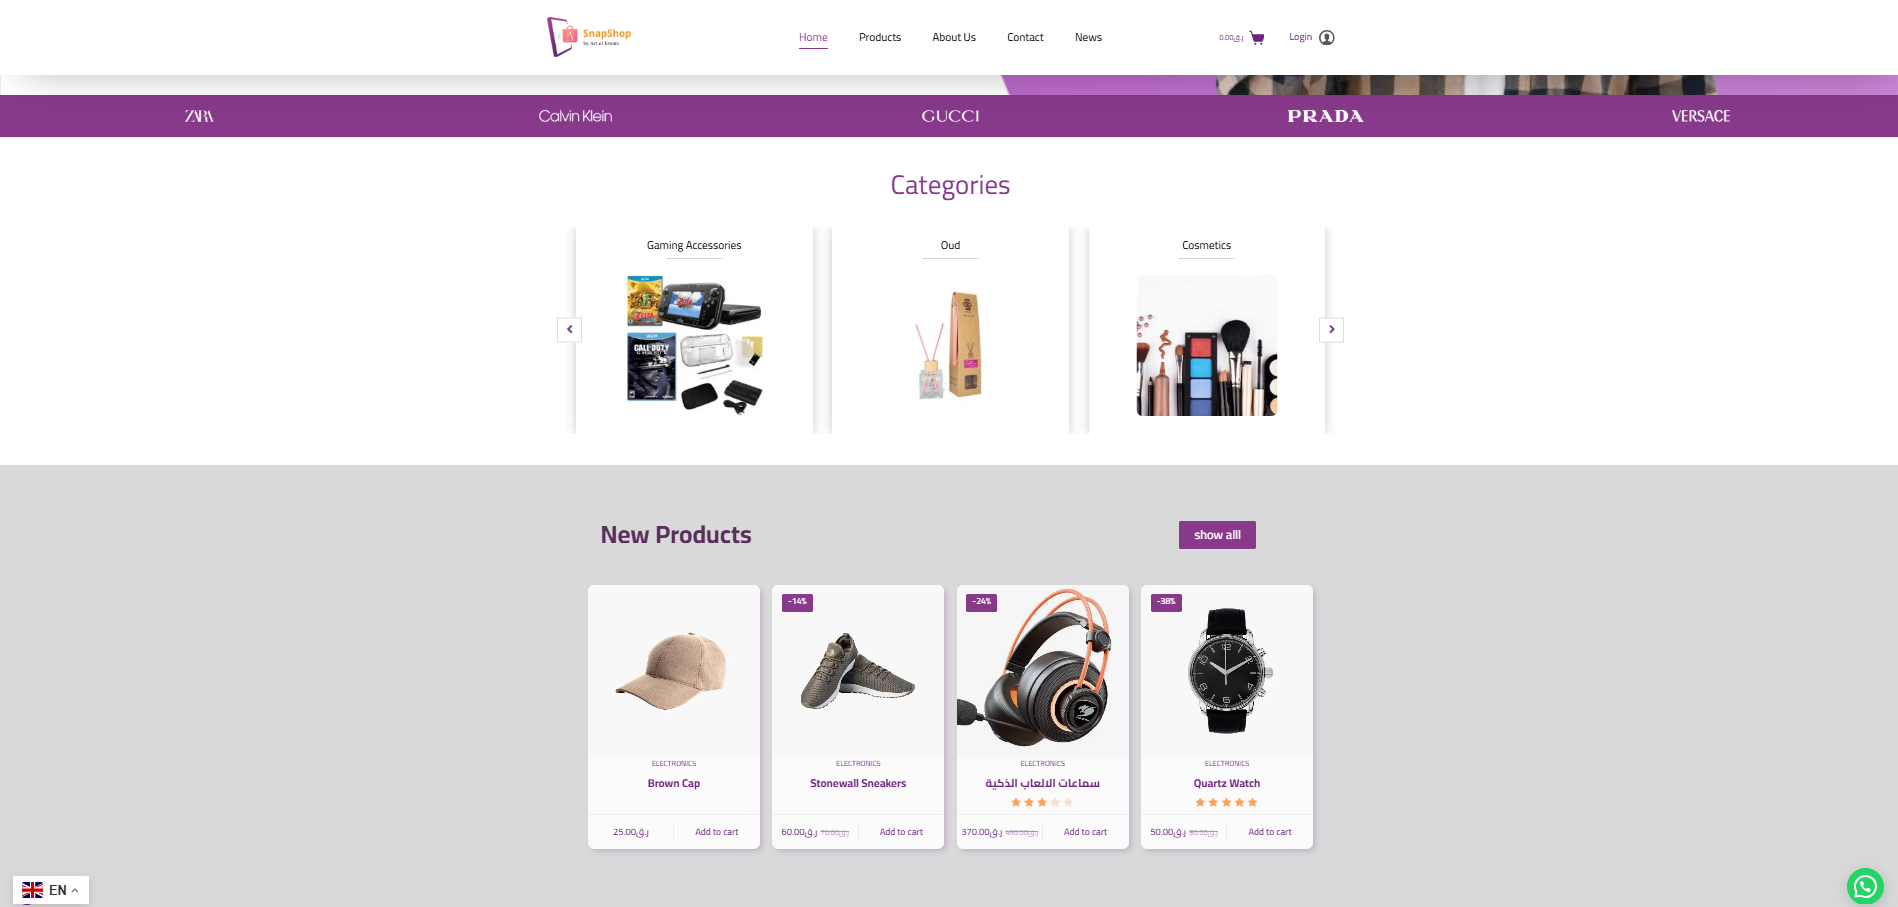 SnapShop
by Art of Events
Home
Products
About Us
Contact
News
0.00ر.ق
Login
ZARA
Calvin Klein
GUCCI
PRADA
VERSACE
Categories
Gaming Accessories
Oud
Cosmetics
CALL OF DUTY
New Products
show alll
-14%
-24%
-38%
ELECTRONICS
ELECTRONICS
ELECTRONICS
ELECTRONICS
Brown Cap
Stonewall Sneakers
سماعات الالعاب الذكية
Quartz Watch
25.00ر.ق
Add to cart
60.00ر.ق 70.00ر.ق
Add to cart
370.00ر.ق 490.00ر.ق
Add to cart
50.00ر.ق 80.00ر.ق
Add to cart
EN